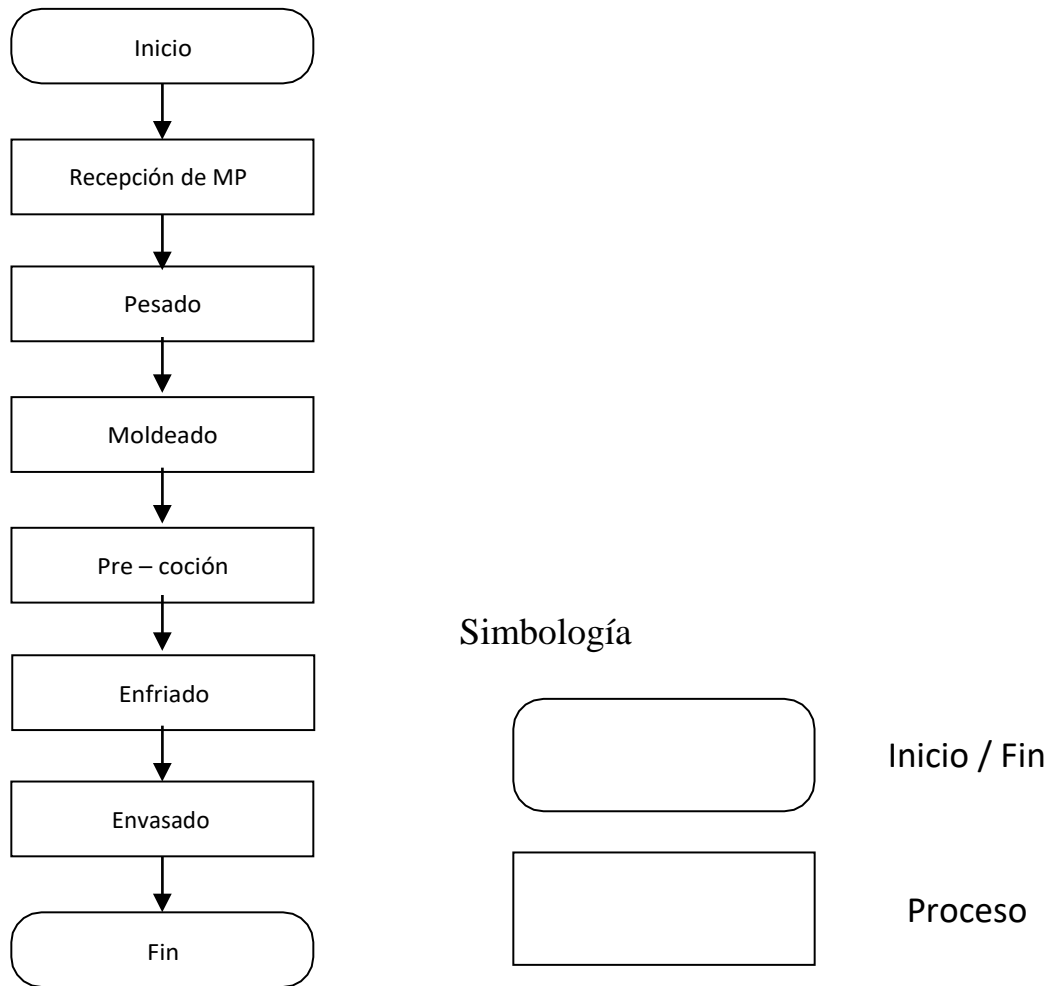 Inicio
Recepción de MP
Pesado
Moldeado
Pre – coción
Enfriado
Envasado
Fin
Simbología
Inicio / Fin
Proceso